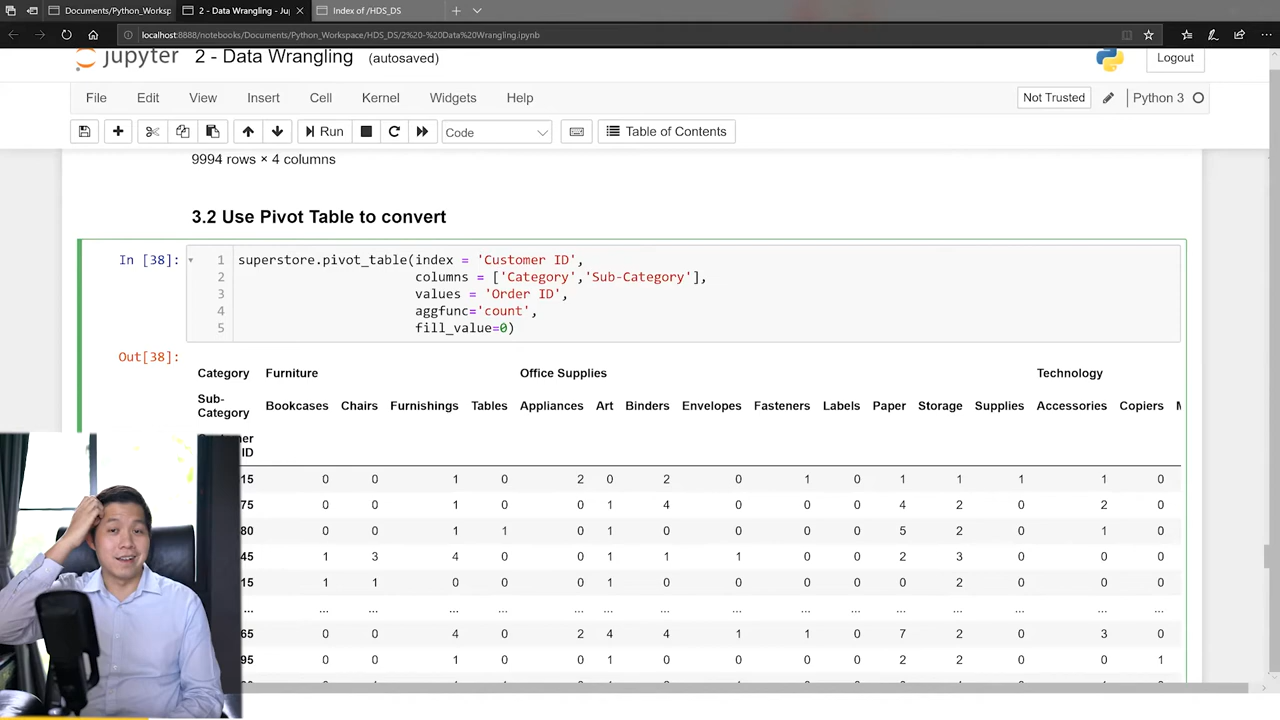 Documents/Python_Worksp
2 - Data Wrangling - Ju
Index of /HDS_DS
localhost:8888/notebooks/Documents/Python_Workspace/HDS_DS/2%20-%20Data%20Wrangling.ipynb
jupyter 2 - Data Wrangling (autosaved)
Logout
File Edit View Insert Cell Kernel Widgets Help
Not Trusted Python 3
Run Code Table of Contents
9994 rows × 4 columns
3.2 Use Pivot Table to convert
In [38]:
1 superstore.pivot_table(index = 'Customer ID',
2 columns = ['Category','Sub-Category'],
3 values = 'Order ID',
4 aggfunc='count',
5 fill_value=0)
Out[38]:
Category Furniture Office Supplies Technology
Sub-Category Bookcases Chairs Furnishings Tables Appliances Art Binders Envelopes Fasteners Labels Paper Storage Supplies Accessories Copiers
ID
15 0 0 1 0 2 0 2 0 1 0 1 1 1 1 0
75 0 0 1 0 0 1 4 0 0 0 4 2 0 2 0
80 0 0 1 1 0 1 0 0 0 0 5 2 0 1 0
45 1 3 4 0 0 1 1 1 0 0 2 3 0 0 0
15 1 1 0 0 0 1 0 0 0 0 0 2 0 0 0
... ... ... ... ... ... ... ... ... ... ... ... ... ... ... ...
65 0 0 4 0 2 4 4 1 1 0 7 2 0 3 0
95 0 0 1 0 0 1 0 0 0 0 2 2 0 0 1